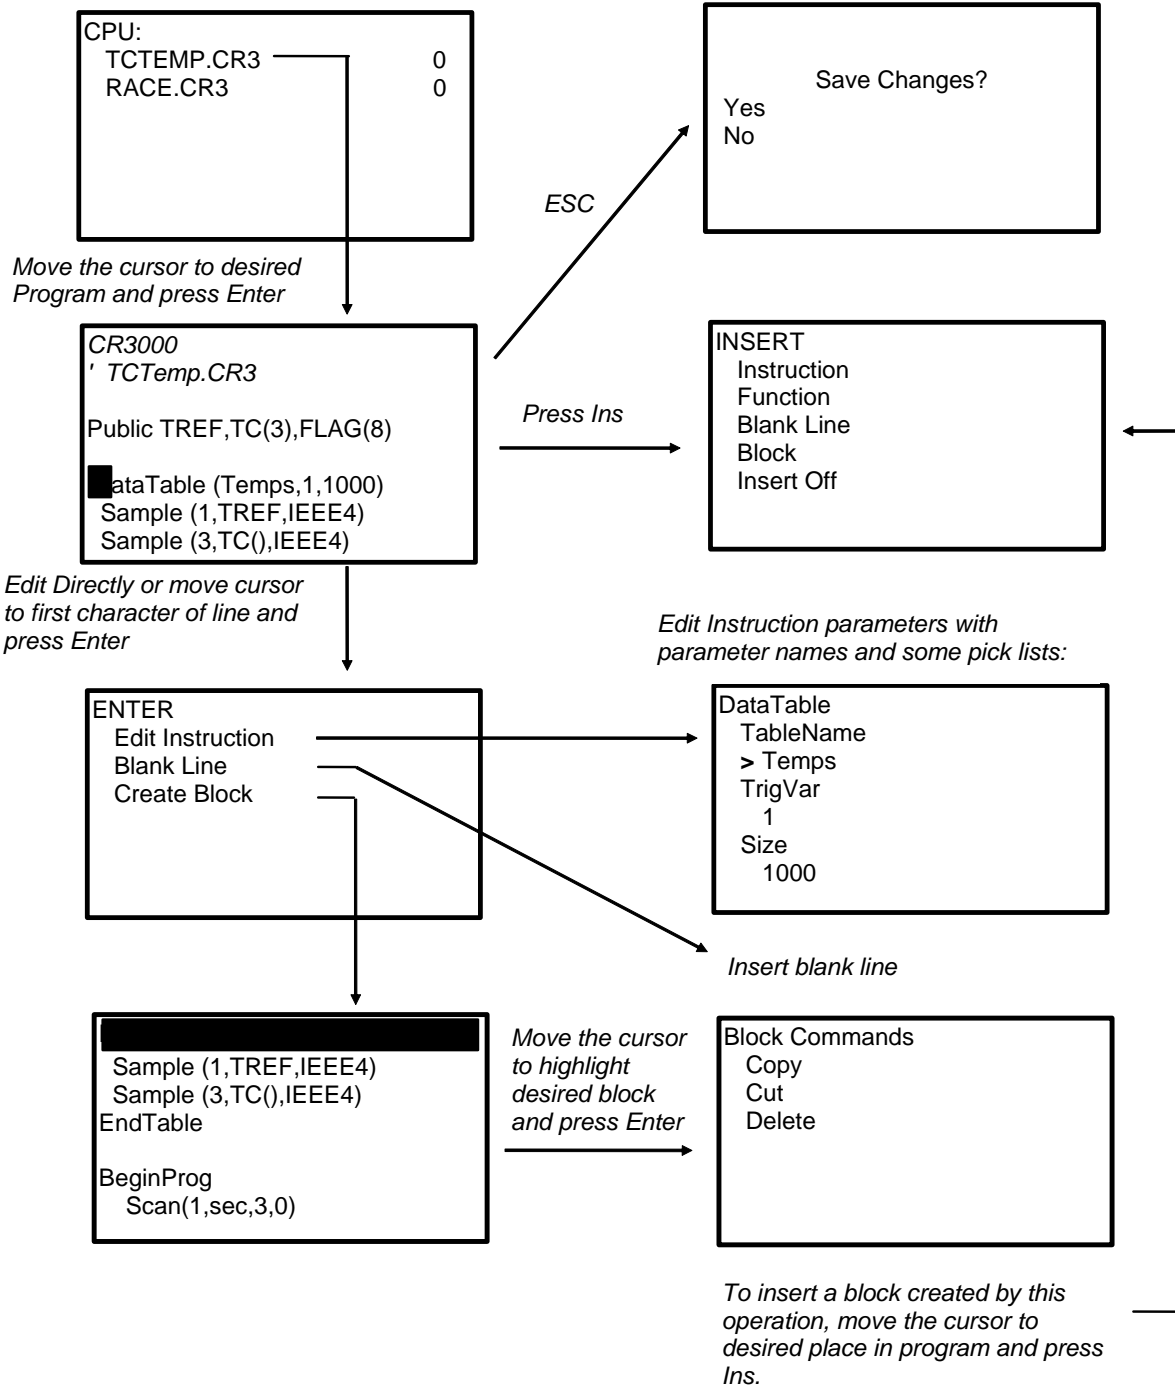 CPU:
TCTEMP.CR3 0
RACE.CR3 0
Save Changes?
Yes
No
ESC
Move the cursor to desired
Program and press Enter
CR3000
' TCTemp.CR3
Public TREF,TC(3),FLAG(8)
ataTable (Temps,1,1000)
Sample (1,TREF,IEEE4)
Sample (3,TC(),IEEE4)
Press Ins
INSERT
Instruction
Function
Blank Line
Block
Insert Off
Edit Directly or move cursor
to first character of line and
press Enter
Edit Instruction parameters with
parameter names and some pick lists:
ENTER
Edit Instruction
Blank Line
Create Block
DataTable
TableName
> Temps
TrigVar
1
Size
1000
Insert blank line
Sample (1,TREF,IEEE4)
Sample (3,TC(),IEEE4)
EndTable
BeginProg
Scan(1,sec,3,0)
Move the cursor
to highlight
desired block
and press Enter
Block Commands
Copy
Cut
Delete
To insert a block created by this
operation, move the cursor to
desired place in program and press
Ins.